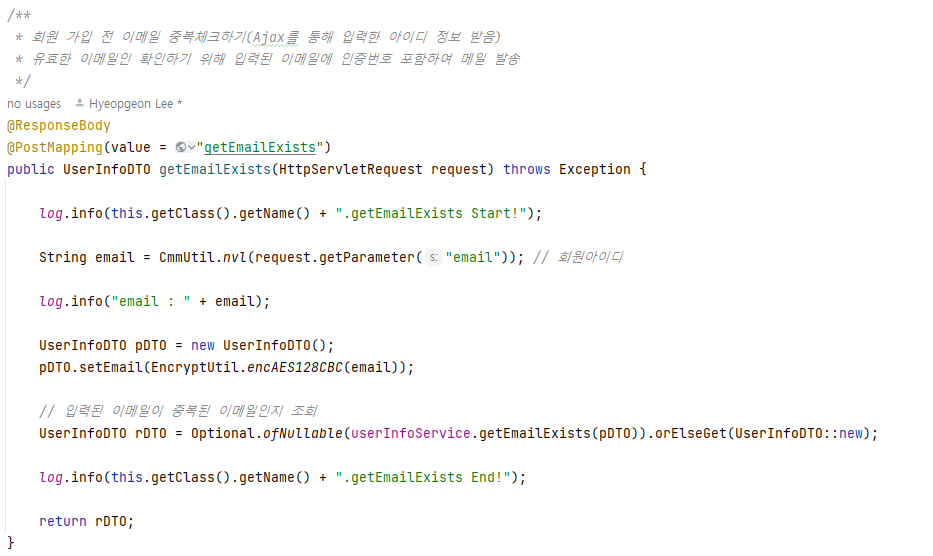 /**
 * 회원 가입 전 이메일 중복체크하기(Ajax를 통해 입력한 아이디 정보 받음)
 * 유효한 이메일인 확인하기 위해 입력된 이메일에 인증번호 포함하여 메일 발송
 */
no usages Hyeopgeon Lee *
@ResponseBody
@PostMapping(value = "getEmailExists")
public UserInfoDTO getEmailExists(HttpServletRequest request) throws Exception {
log.info(this.getClass().getName() + ".getEmailExists Start!");
String email = CmmUtil.nvl(request.getParameter( s: "email")); // 회원아이디
log.info("email : " + email);
UserInfoDTO pDTO = new UserInfoDTO();
pDTO.setEmail(EncryptUtil.encAES128CBC(email));
// 입력된 이메일이 중복된 이메일인지 조회
UserInfoDTO rDTO = Optional.ofNullable(userInfoService.getEmailExists(pDTO)).orElseGet(UserInfoDTO::new);
log.info(this.getClass().getName() + ".getEmailExists End!");
return rDTO;
}